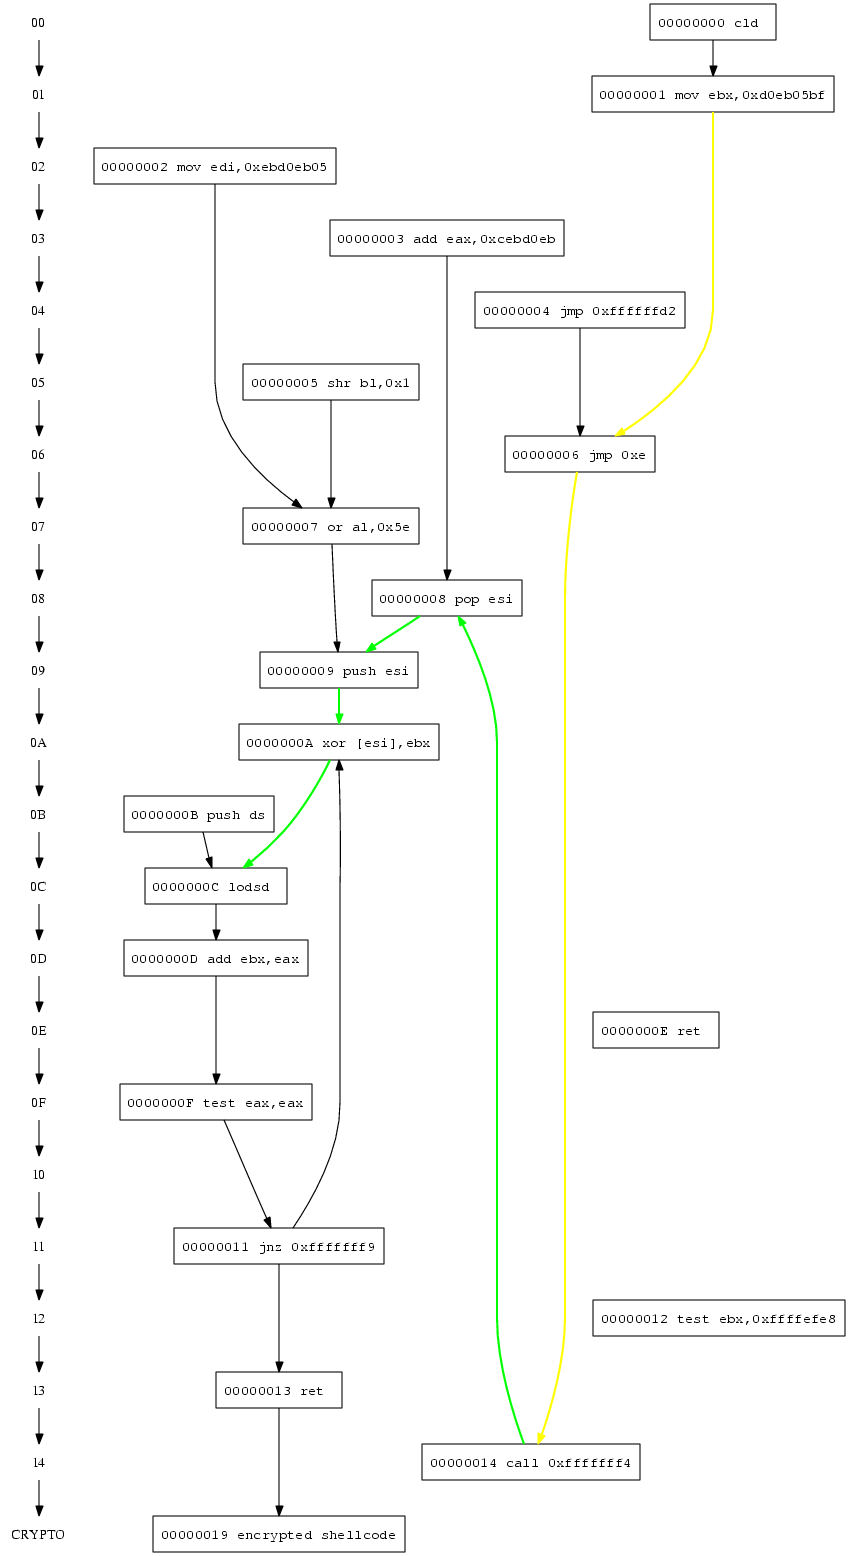 00
00000000 cld
01
00000001 mov ebx,0xd0eb05bf
02
00000002 mov edi,0xebd0eb05
03
00000003 add eax,0xcebd0eb
04
00000004 jmp 0xffffffd2
05
00000005 shr bl,0x1
06
00000006 jmp 0xe
07
00000007 or al,0x5e
08
00000008 pop esi
09
00000009 push esi
0A
0000000A xor [esi],ebx
0B
0000000B push ds
0C
0000000C lodsd
0D
0000000D add ebx,eax
0E
0000000E ret
0F
0000000F test eax,eax
10
11
00000011 jnz 0xfffffff9
12
00000012 test ebx,0xffffefe8
13
00000013 ret
14
00000014 call 0xfffffff4
CRYPTO
00000019 encrypted shellcode